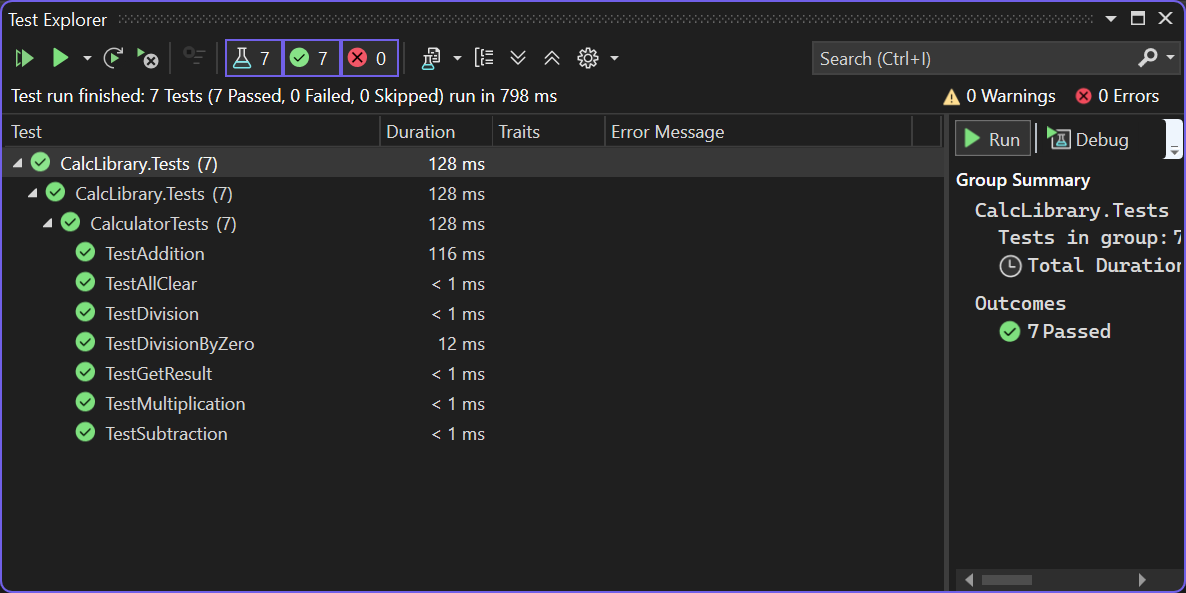 Test Explorer
7 7 0
Search (Ctrl+I)
Test run finished: 7 Tests (7 Passed, 0 Failed, 0 Skipped) run in 798 ms
0 Warnings 0 Errors
Test Duration Traits Error Message
CalcLibrary.Tests (7) 128 ms
CalcLibrary.Tests (7) 128 ms
CalculatorTests (7) 128 ms
TestAddition 116 ms
TestAllClear < 1 ms
TestDivision < 1 ms
TestDivisionByZero 12 ms
TestGetResult < 1 ms
TestMultiplication < 1 ms
TestSubtraction < 1 ms
Run Debug
Group Summary
CalcLibrary.Tests
Tests in group: 7
Total Duration
Outcomes
7 Passed